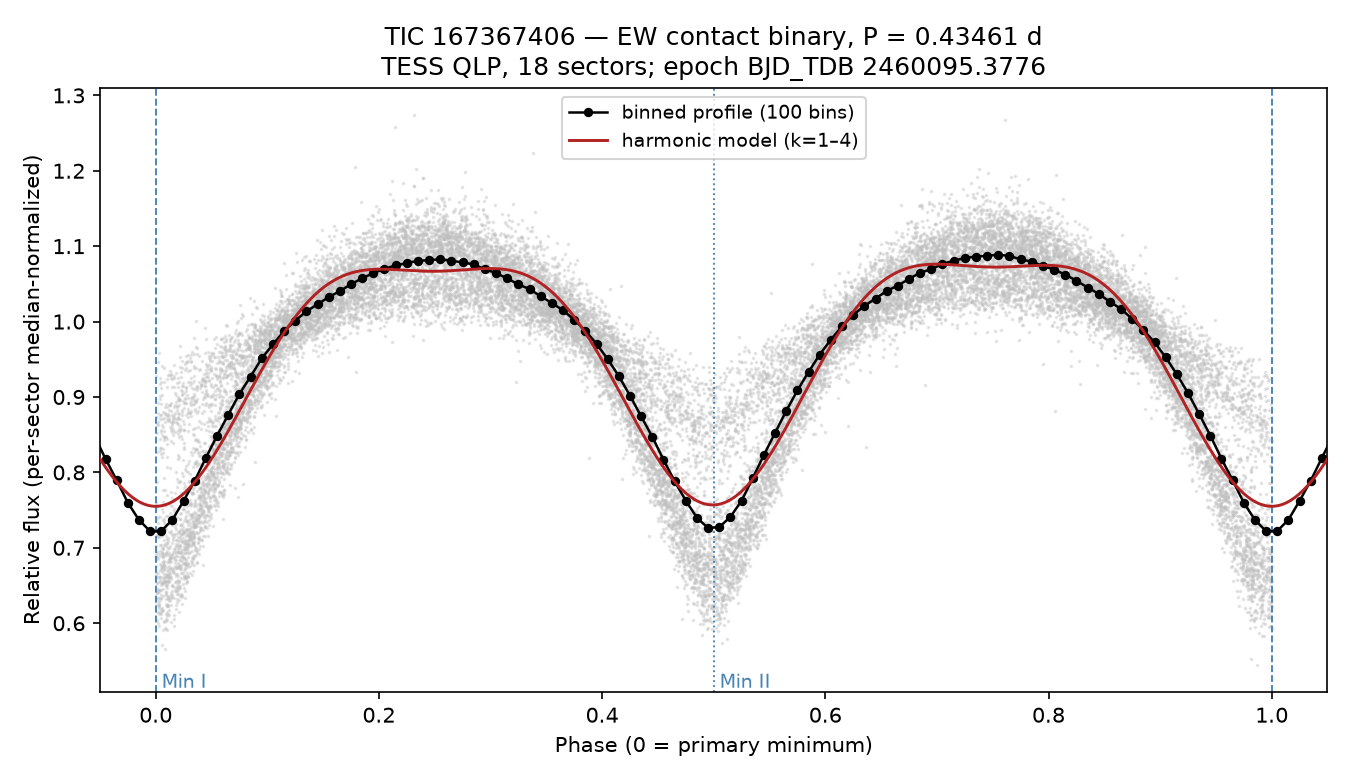 TIC 167367406 — EW contact binary, P = 0.43461 d
TESS QLP, 18 sectors; epoch BJD_TDB 2460095.3776
binned profile (100 bins)
harmonic model (k=1–4)
Relative flux (per-sector median-normalized)
1.3
1.2
1.1
1.0
0.9
0.8
0.7
0.6
Min I
Min II
0.0
0.2
0.4
0.6
0.8
1.0
Phase (0 = primary minimum)